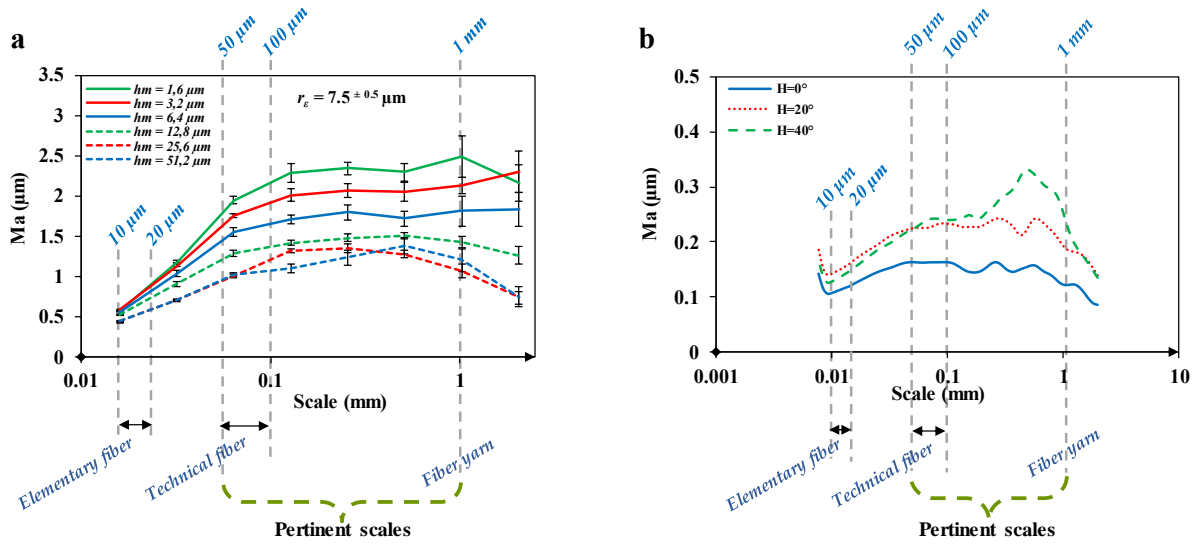 a
50 µm
100 µm
1 mm
10 µm
20 µm
3.5
3
2.5
2
1.5
1
0.5
0
Ma (µm)
hm = 1,6 µm
hm = 3,2 µm
hm = 6,4 µm
hm = 12,8 µm
hm = 25,6 µm
hm = 51,2 µm
rε = 7.5 ± 0.5 µm
0.01
0.1
1
Scale (mm)
Elementary fiber
Technical fiber
Fiber yarn
Pertinent scales
b
50 µm
100 µm
1 mm
10 µm
20 µm
0.5
0.4
0.3
0.2
0.1
0
Ma (µm)
H=0°
H=20°
H=40°
0.001
0.01
0.1
1
10
Scale (mm)
Elementary fiber
Technical fiber
Fiber yarn
Pertinent scales